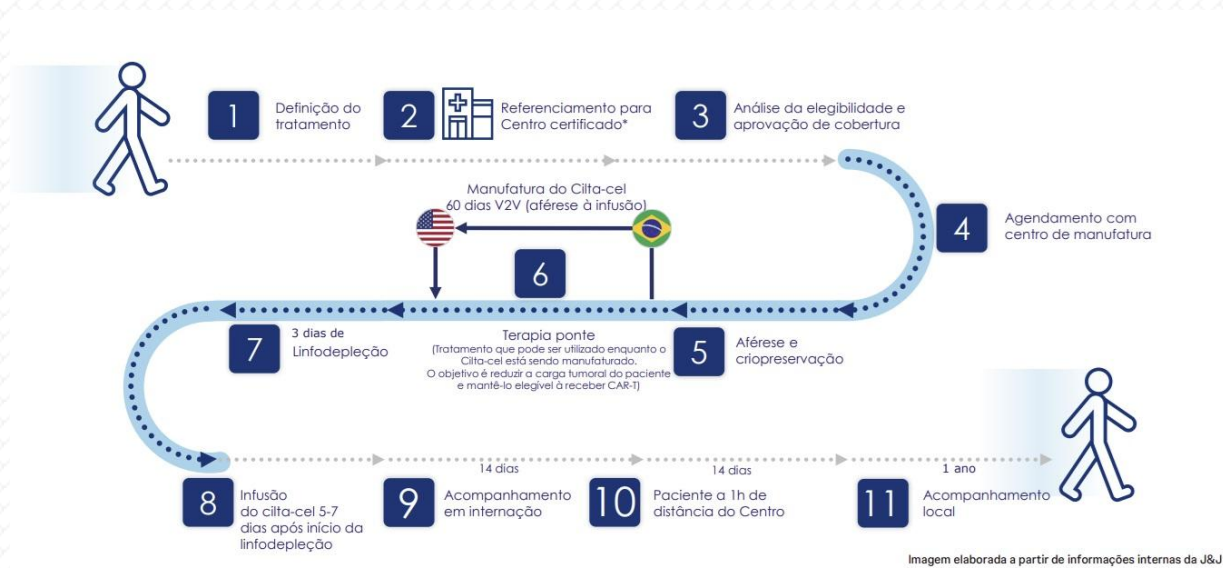 1
Definição do
tratamento
2
Referenciamento para
Centro certificado*
3
Análise da elegibilidade e
aprovação de cobertura
Manufatura do Cilta-cel
60 dias V2V (aférese à infusão)
4
Agendamento com
centro de manufatura
6
Terapia ponte
(Tratamento que pode ser utilizado enquanto o
Cilta-cel está sendo manufaturado.
O objetivo é reduzir a carga tumoral do paciente
e mantê-lo elegível à receber CAR-T)
5
Aférese e
criopreservação
7
3 dias de
Linfodepleção
8
Infusão
do cilta-cel 5-7
dias após início da
linfodepleção
9
14 dias
Acompanhamento
em internação
10
14 dias
Paciente a 1h de
distância do Centro
11
1 ano
Acompanhamento
local
Imagem elaborada a partir de informações internas da J&J